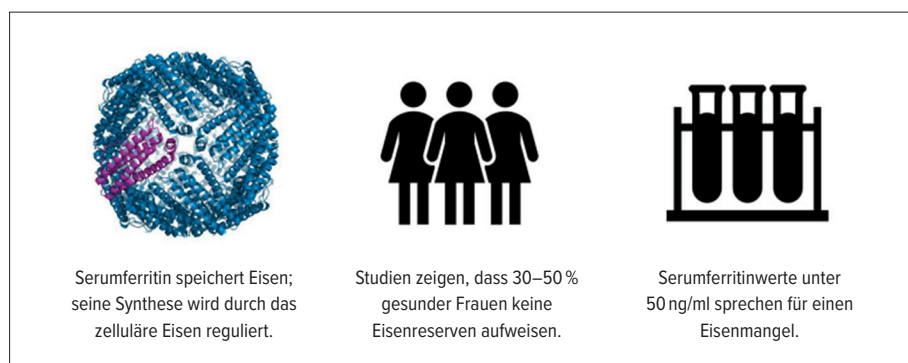 Serumferritin speichert Eisen;
seine Synthese wird durch das
zelluläre Eisen reguliert.
Studien zeigen, dass 30–50 %
gesunder Frauen keine
Eisenreserven aufweisen.
Serumferritinwerte unter
50 ng/ml sprechen für einen
Eisenmangel.